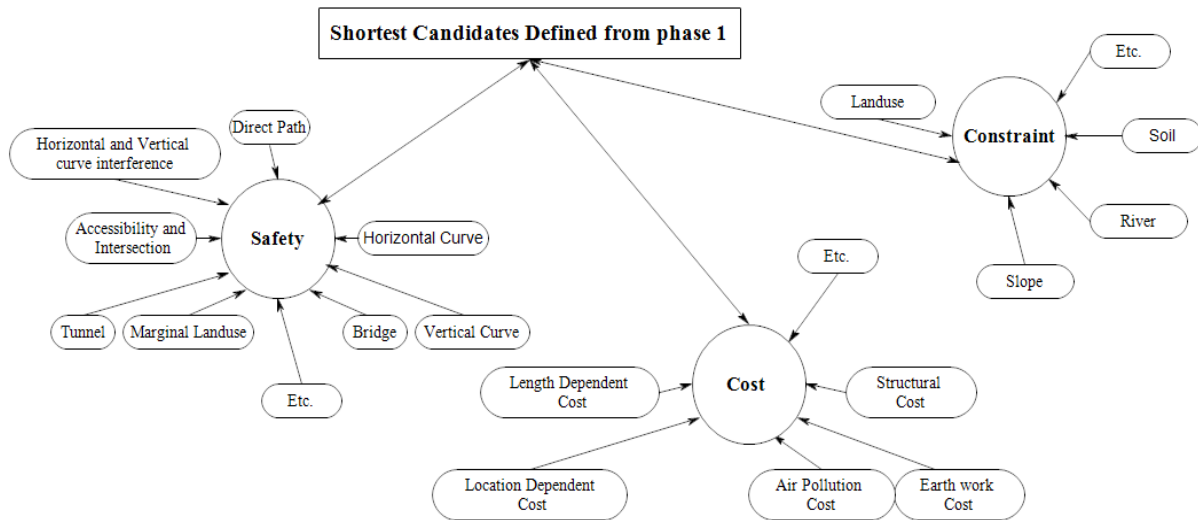 Shortest Candidates Defined from phase 1
Etc.
Landuse
Constraint
Soil
River
Slope
Direct Path
Horizontal and Vertical
curve interference
Accessibility and
Intersection
Safety
Horizontal Curve
Tunnel
Marginal Landuse
Bridge
Vertical Curve
Etc.
Etc.
Length Dependent
Cost
Cost
Structural
Cost
Location Dependent
Cost
Air Pollution
Cost
Earth work
Cost